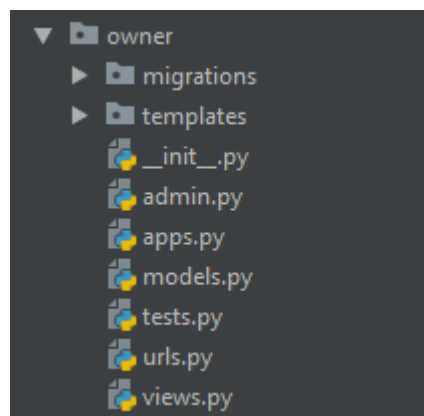 owner
migrations
templates
__init__.py
admin.py
apps.py
models.py
tests.py
urls.py
views.py